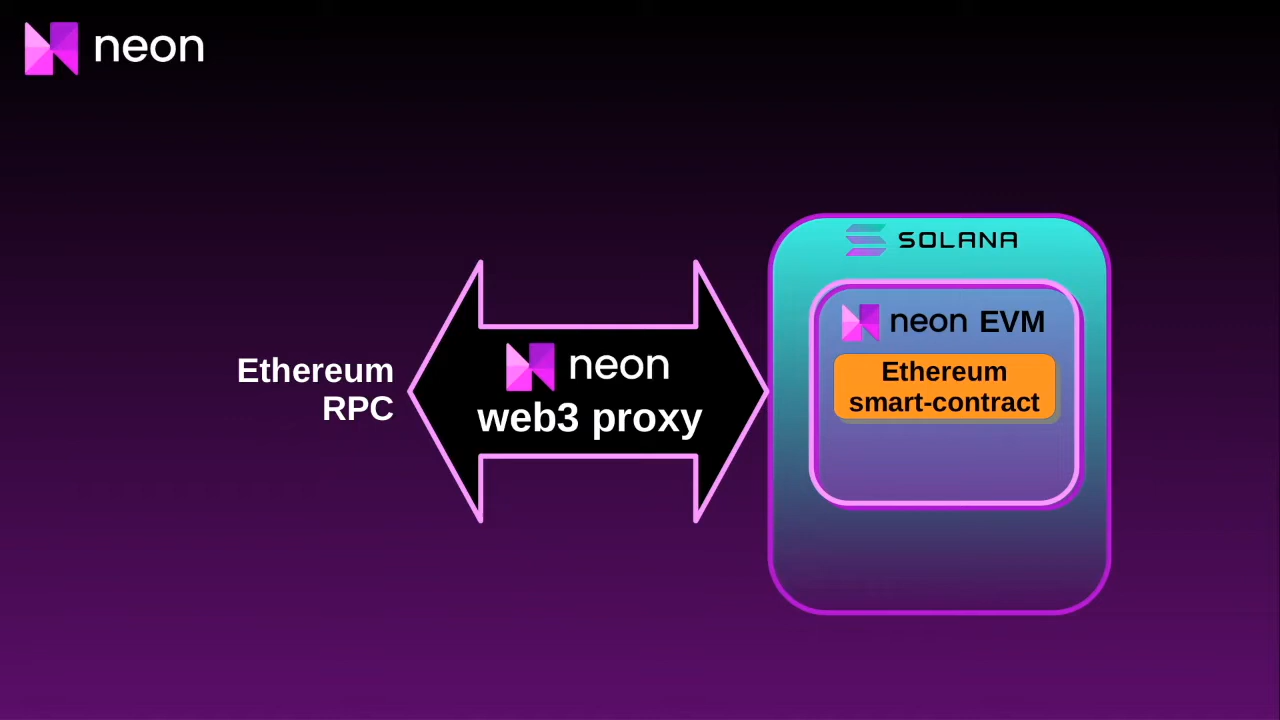 neon
SOLANA
neon EVM
Ethereum
smart-contract
Ethereum
RPC
neon
web3 proxy